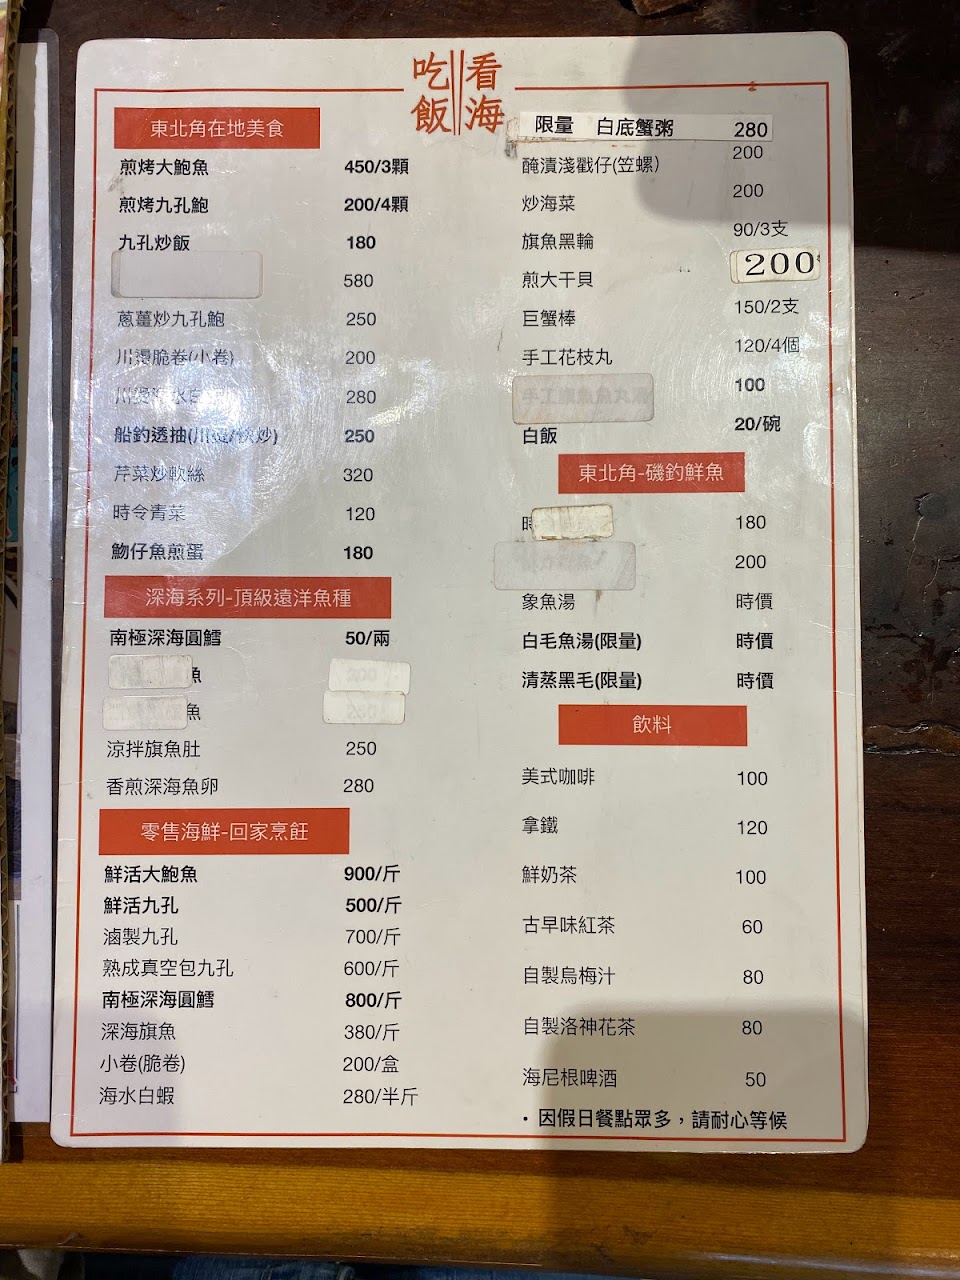 看海
吃飯
東北角在地美食
煎烤大鮑魚 450/3顆
煎烤九孔鮑 200/4顆
九孔炒飯 180
580
蔥薑炒九孔鮑 250
川燙脆卷(小卷) 200
川燙 水白 280
船釣透抽(川燙/快炒) 250
芹菜炒軟絲 320
時令青菜 120
魩仔魚煎蛋 180
深海系列-頂級遠洋魚種
南極深海圓鱈 50/兩
魚
魚
涼拌旗魚肚 250
香煎深海魚卵 280
零售海鮮-回家烹飪
鮮活大鮑魚 900/斤
鮮活九孔 500/斤
滷製九孔 700/斤
熟成真空包九孔 600/斤
南極深海圓鱈 800/斤
深海旗魚 380/斤
小卷(脆卷) 200/盒
海水白蝦 280/半斤
限量 白底蟹粥 280
醃漬淺戳仔(笠螺) 200
炒海菜 200
旗魚黑輪 90/3支
煎大干貝 200
巨蟹棒 150/2支
手工花枝丸 120/4個
100
白飯 20/碗
東北角-磯釣鮮魚
時 180
200
象魚湯 時價
白毛魚湯(限量) 時價
清蒸黑毛(限量) 時價
飲料
美式咖啡 100
拿鐵 120
鮮奶茶 100
古早味紅茶 60
自製烏梅汁 80
自製洛神花茶 80
海尼根啤酒 50
・因假日餐點眾多，請耐心等候